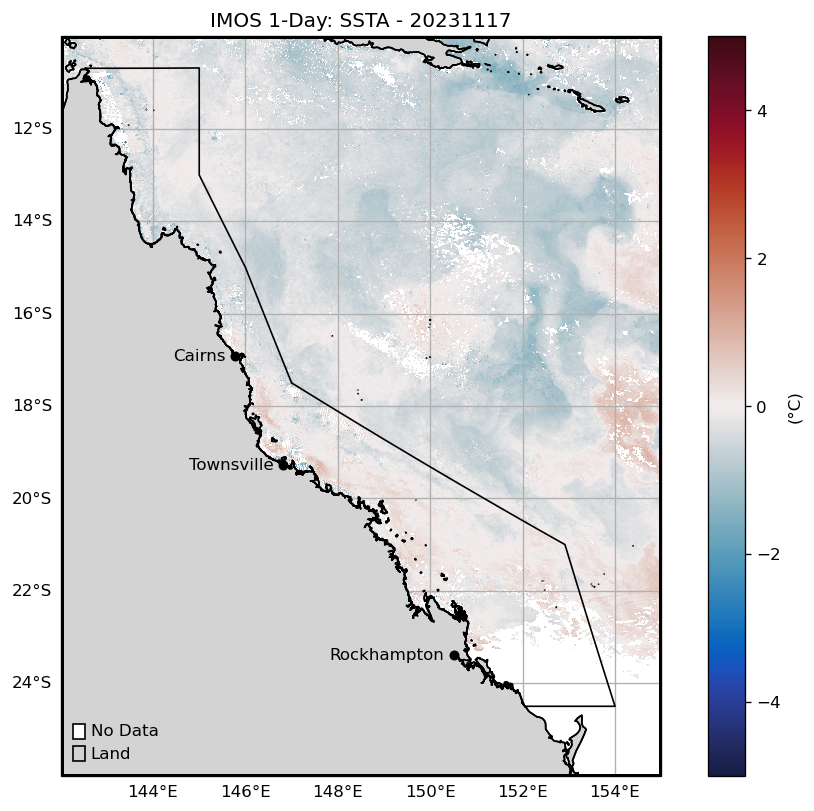 IMOS 1-Day: SSTA - 20231117
12°S
14°S
16°S
18°S
20°S
22°S
24°S
Cairns
Townsville
Rockhampton
No Data
Land
144°E
146°E
148°E
150°E
152°E
154°E
4
2
0
−2
−4
(°C)